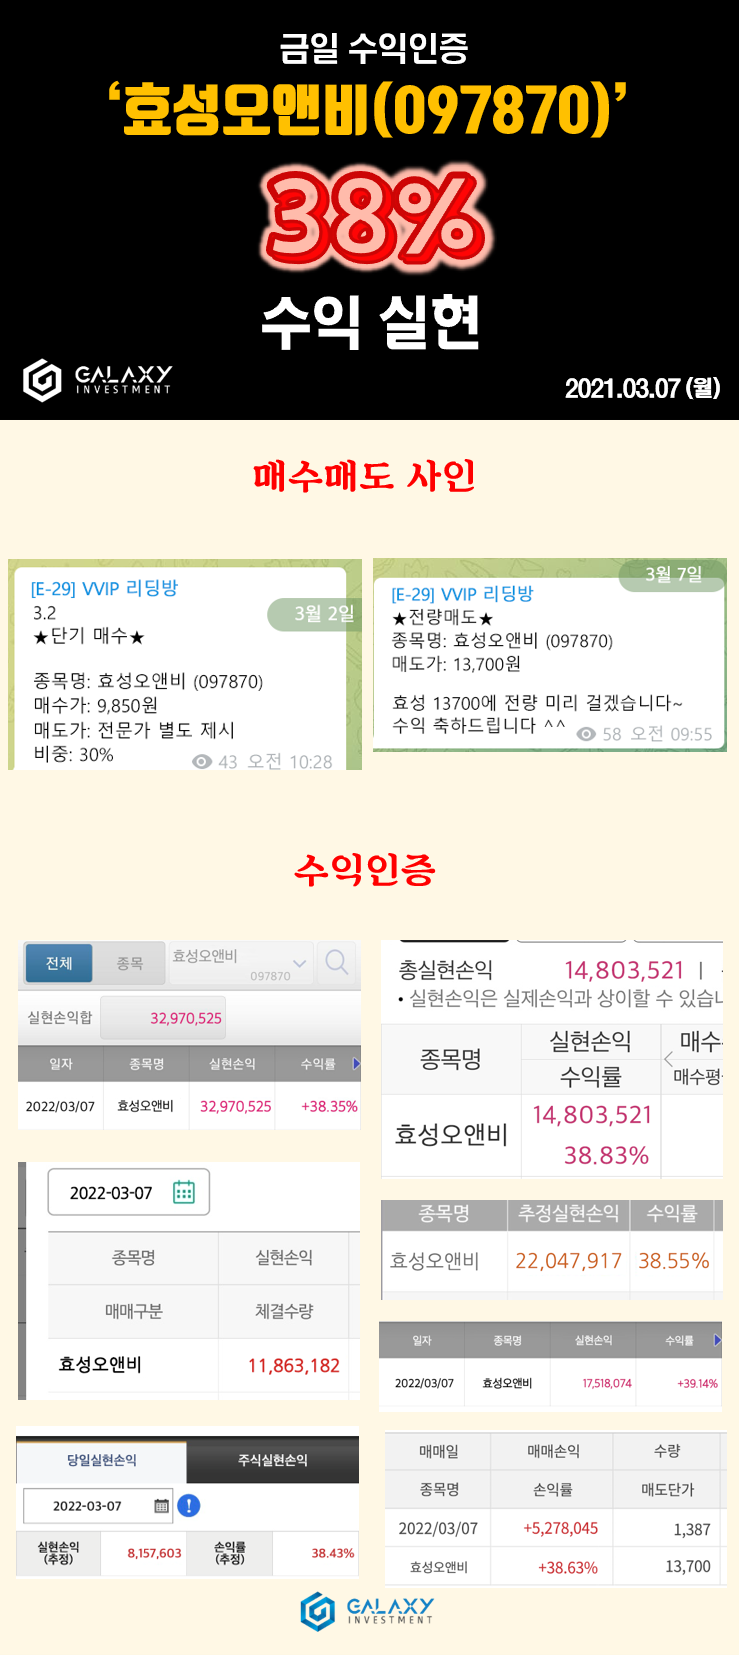 금일 수익인증
‘효성오앤비(097870)’
38%
수익 실현
GALAXY
INVESTMENT
2021.03.07 (월)
매수매도 사인
[E-29] VVIP 리딩방
3.2
3월 2일
★단기 매수★
종목명: 효성오앤비 (097870)
매수가: 9,850원
매도가: 전문가 별도 제시
비중: 30%
43 오전 10:28
3월 7일
[E-29] VVIP 리딩방
★전량매도★
종목명: 효성오앤비 (097870)
매도가: 13,700원
효성 13700에 전량 미리 걸겠습니다~
수익 축하드립니다 ^^
58 오전 09:55
수익인증
전체 종목 효성오앤비
097870
실현손익합 32,970,525
일자 종목명 실현손익 수익률
2022/03/07 효성오앤비 32,970,525 +38.35%
총실현손익 14,803,521
• 실현손익은 실제손익과 상이할 수 있습니
종목명 실현손익 매수
수익률 매수평
효성오앤비 14,803,521
38.83%
2022-03-07
종목명 실현손익
매매구분 체결수량
효성오앤비 11,863,182
종목명 추정실현손익 수익률
효성오앤비 22,047,917 38.55%
일자 종목명 실현손익 수익률
2022/03/07 효성오앤비 17,518,074 +39.14%
당일실현손익 주식실현손익
2022-03-07
실현손익 (추정) 8,157,603 손익률 (추정) 38.43%
매매일 매매손익 수량
종목명 손익률 매도단가
2022/03/07 +5,278,045 1,387
효성오앤비 +38.63% 13,700
GALAXY
INVESTMENT